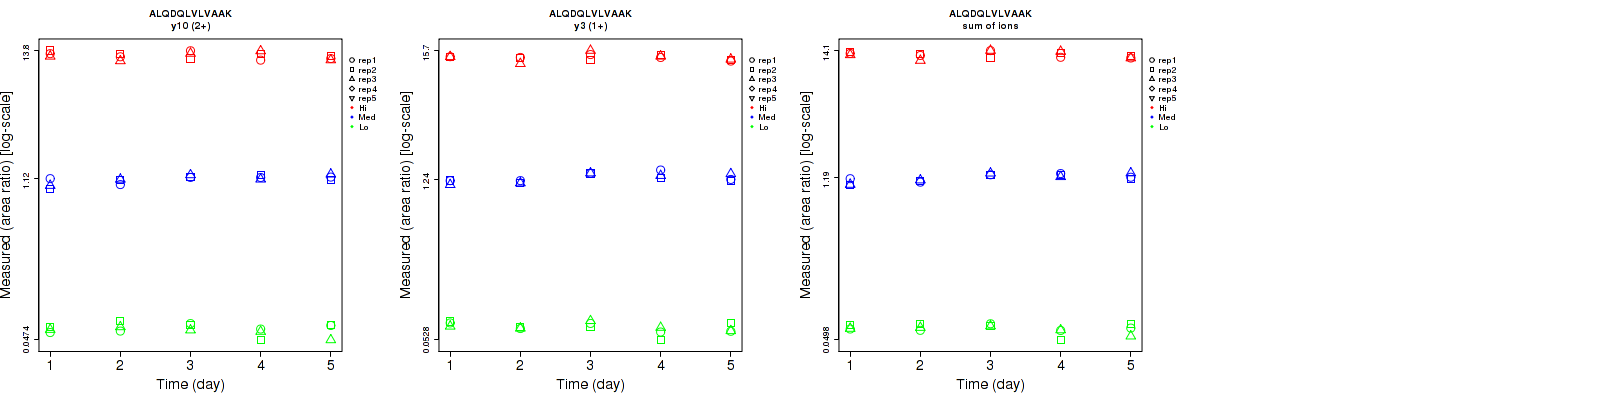 ALQDQLVLVAAK
y10 (2+)
Measured (area ratio) [log-scale]
13.8
1.12
0.0474
1 2 3 4 5
Time (day)
rep1
rep2
rep3
rep4
rep5
Hi
Med
Lo
ALQDQLVLVAAK
y3 (1+)
Measured (area ratio) [log-scale]
15.7
1.24
0.0528
1 2 3 4 5
Time (day)
rep1
rep2
rep3
rep4
rep5
Hi
Med
Lo
ALQDQLVLVAAK
sum of ions
Measured (area ratio) [log-scale]
14.1
1.19
0.0498
1 2 3 4 5
Time (day)
rep1
rep2
rep3
rep4
rep5
Hi
Med
Lo